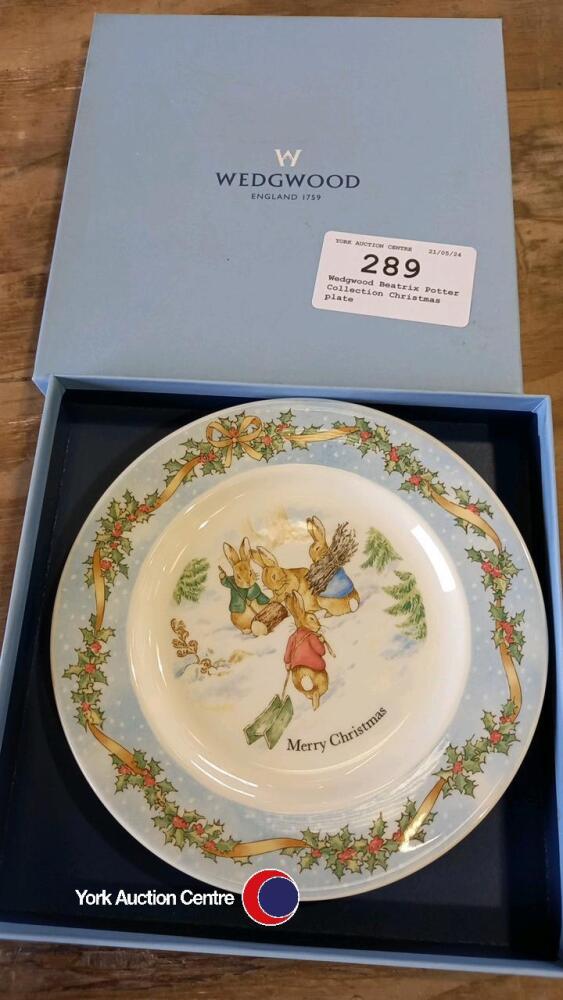 W
WEDGWOOD
ENGLAND 1759
YORK AUCTION CENTRE 21/05/24
289
Wedgwood Beatrix Potter
Collection Christmas
plate
Merry Christmas
York Auction Centre